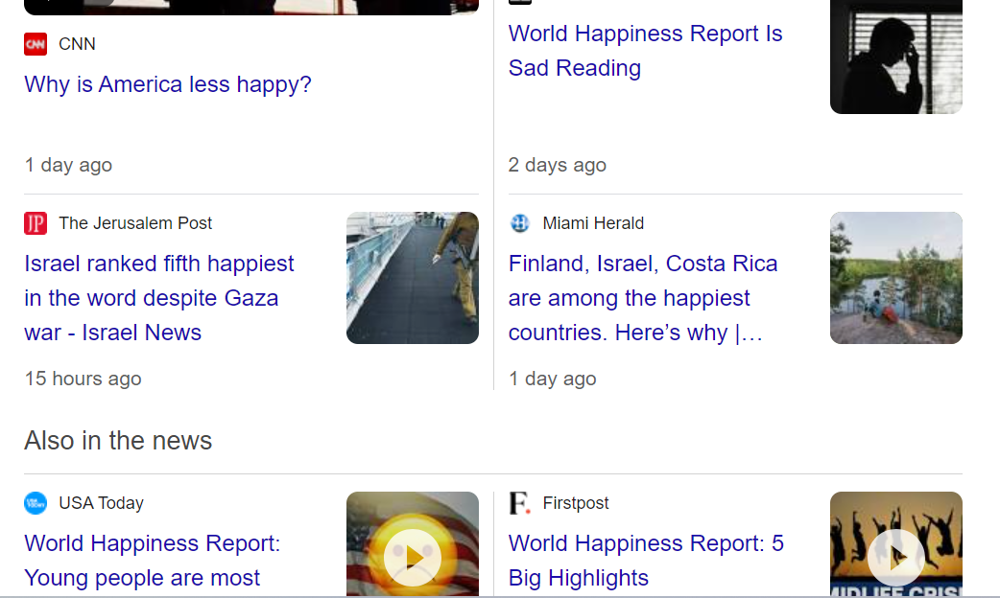 CNN
Why is America less happy?
1 day ago
World Happiness Report Is
Sad Reading
2 days ago
JP
The Jerusalem Post
Israel ranked fifth happiest
in the word despite Gaza
war - Israel News
15 hours ago
Miami Herald
Finland, Israel, Costa Rica
are among the happiest
countries. Here’s why |…
1 day ago
Also in the news
USA Today
World Happiness Report:
Young people are most
F.
Firstpost
World Happiness Report: 5
Big Highlights